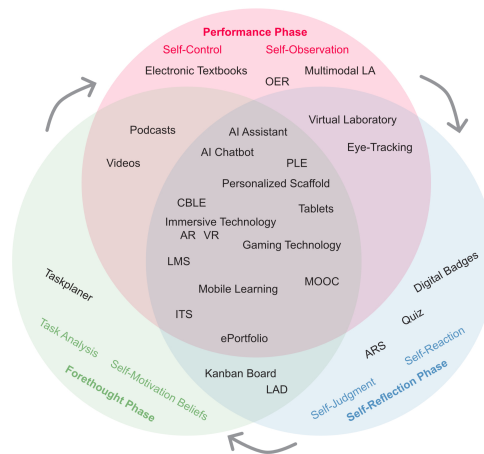 Performance Phase
Self-Control
Self-Observation
Electronic Textbooks
Multimodal LA
OER
Virtual Laboratory
Podcasts
AI Assistant
Eye-Tracking
AI Chatbot
Videos
PLE
Personalized Scaffold
CBLE
Tablets
Immersive Technology
AR VR
Gaming Technology
LMS
MOOC
Mobile Learning
Taskplaner
Digital Badges
ITS
Quiz
ePortfolio
Task Analysis
ARS
Self-Reaction
Self-Motivation Beliefs
Kanban Board
LAD
Self-Judgment
Forethought Phase
Self-Reflection Phase